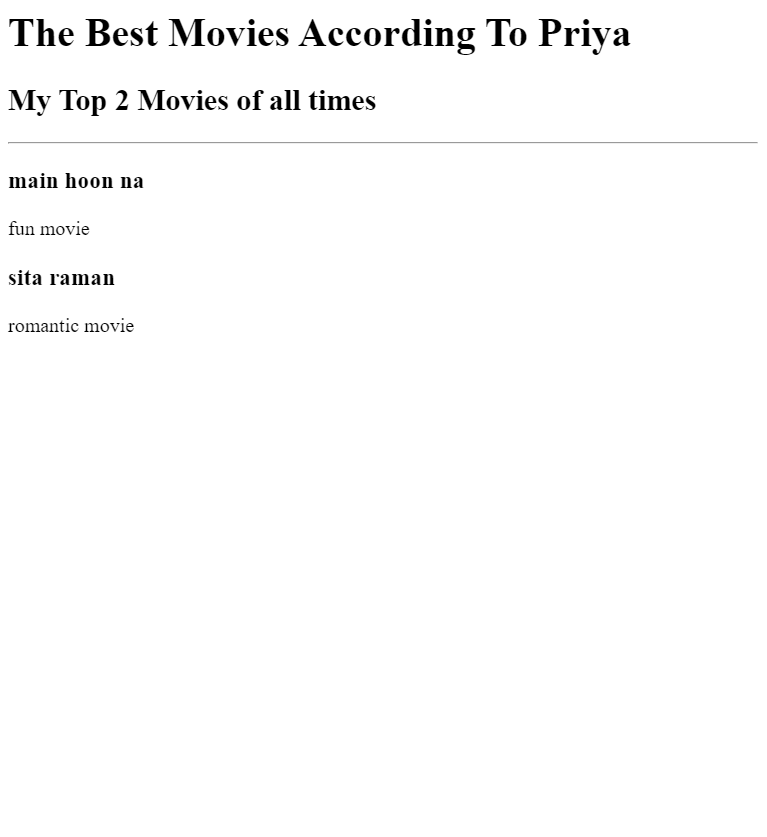 The Best Movies According To Priya
My Top 2 Movies of all times
main hoon na
fun movie
sita raman
romantic movie